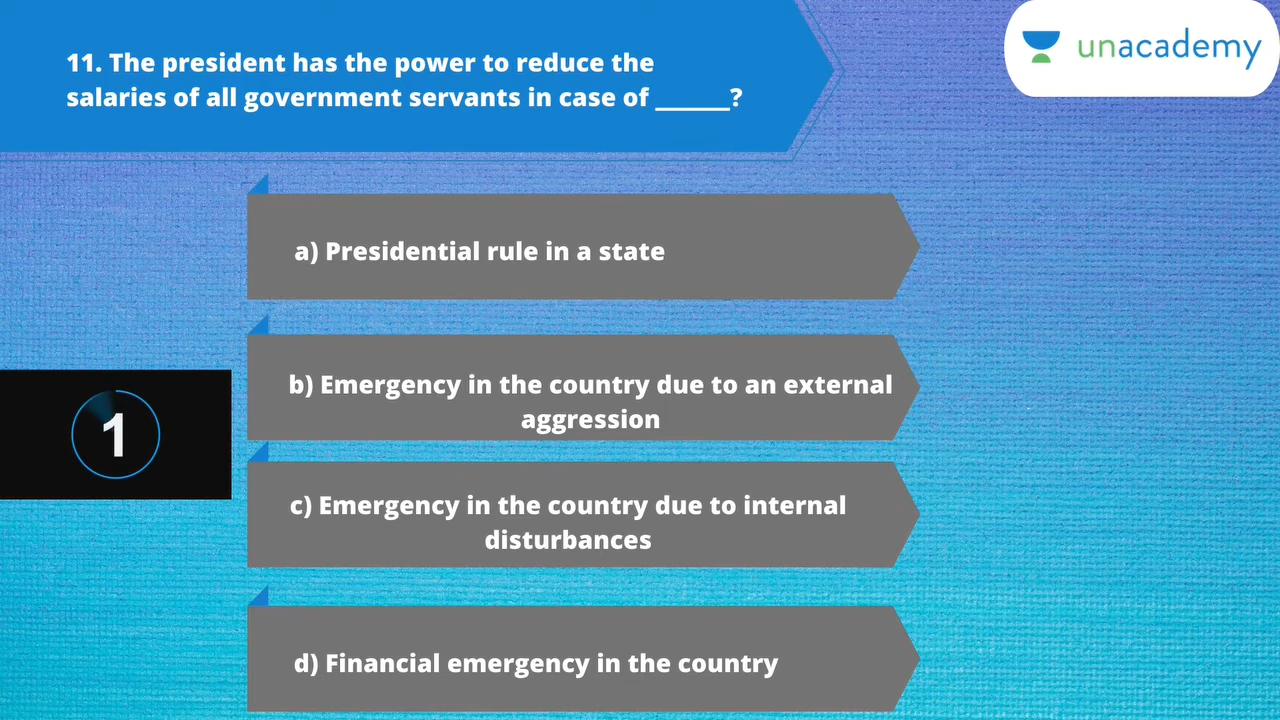 11. The president has the power to reduce the
salaries of all government servants in case of ______?
unacademy
a) Presidential rule in a state
b) Emergency in the country due to an external
aggression
1
c) Emergency in the country due to internal
disturbances
d) Financial emergency in the country